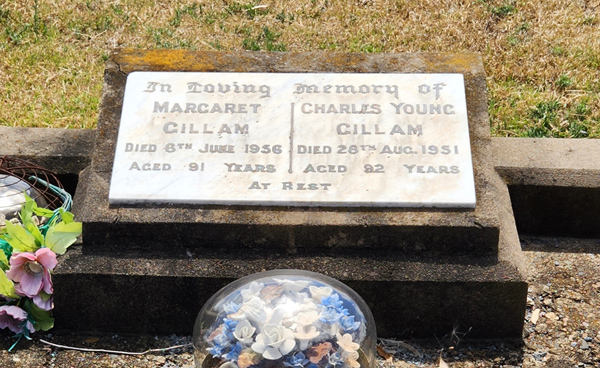 In Loving Memory of
MARGARET
GILLAM
DIED 6TH JUNE 1956
AGED 91 YEARS
CHARLES YOUNG
GILLAM
DIED 28TH AUG. 1951
AGED 92 YEARS
AT REST